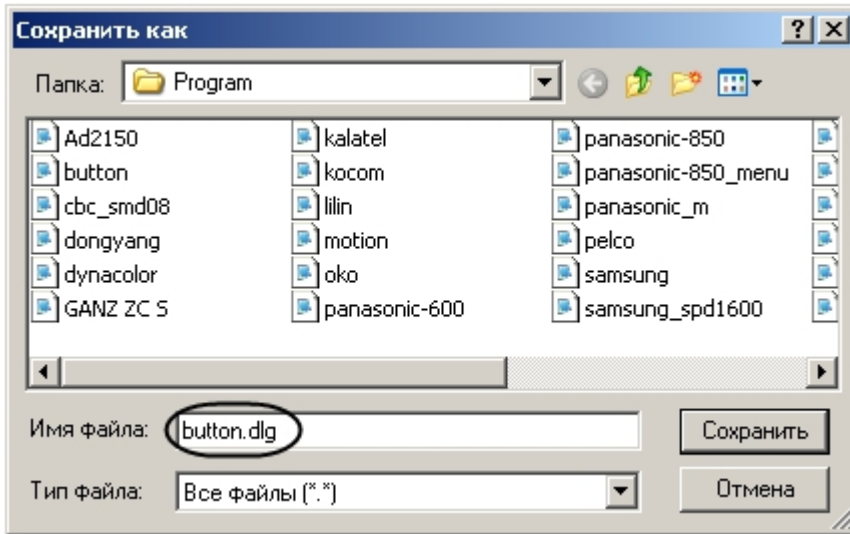 Сохранить как
Папка: Program
Ad2150 kalatel panasonic-850
button kocom panasonic-850_menu
cbc_smd08 lilin panasonic_m
dongyang motion pelco
dynacolor oko samsung
GANZ ZC S panasonic-600 samsung_spd1600
Имя файла: button.dlg Сохранить
Тип файла: Все файлы (*.*) Отмена